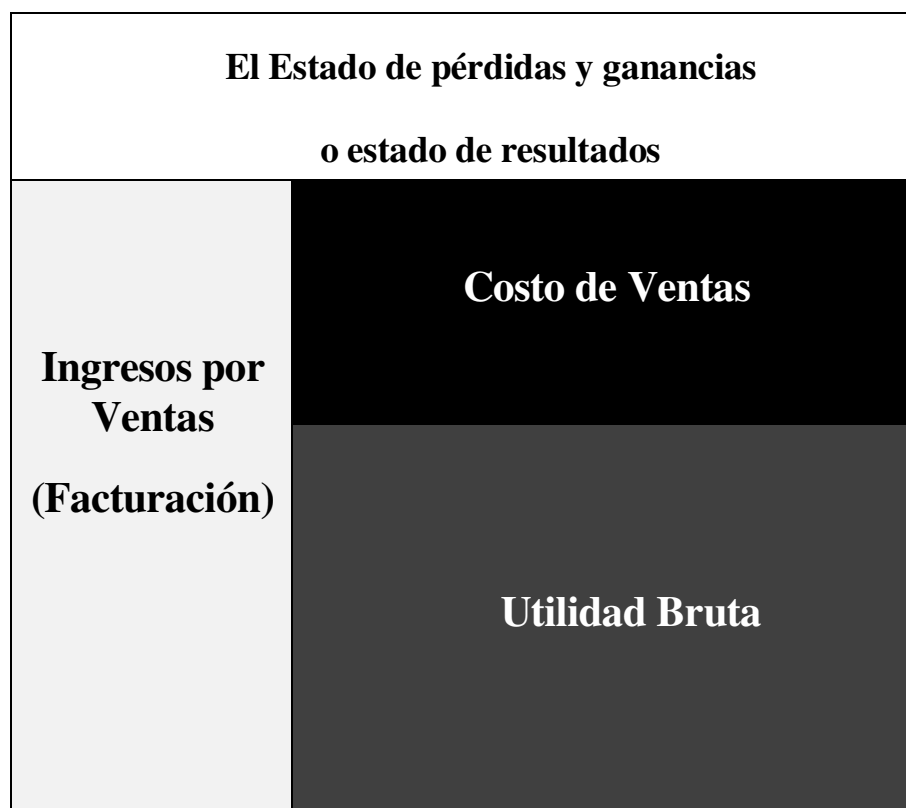 El Estado de pérdidas y ganancias
o estado de resultados
Ingresos por
Ventas
(Facturación)
Costo de Ventas
Utilidad Bruta